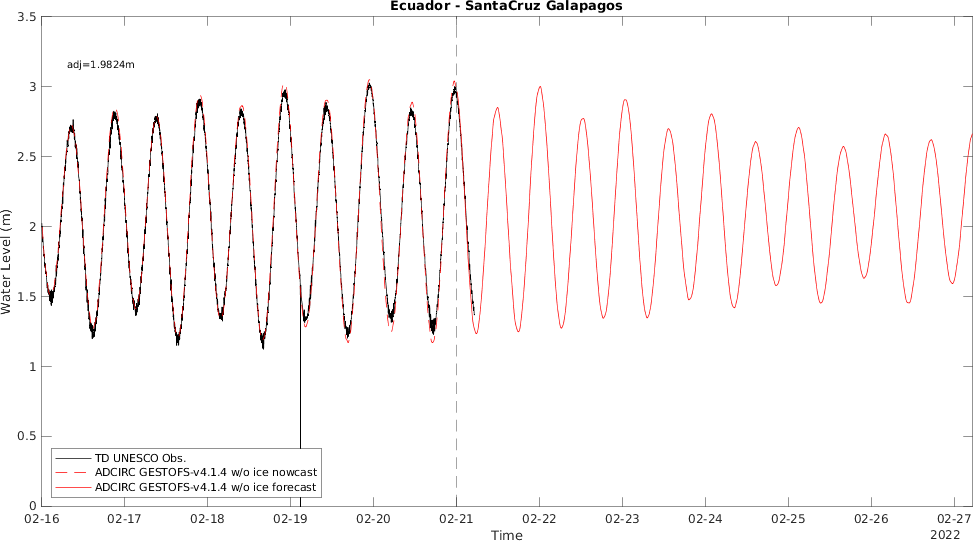 Ecuador - SantaCruz Galapagos
3.5
adj=1.9824m
3
2.5
2
1.5
1
0.5
0
Water Level (m)
TD UNESCO Obs.
ADCIRC GESTOFS-v4.1.4 w/o ice nowcast
ADCIRC GESTOFS-v4.1.4 w/o ice forecast
02-16 02-17 02-18 02-19 02-20 02-21 02-22 02-23 02-24 02-25 02-26 02-27
Time
2022